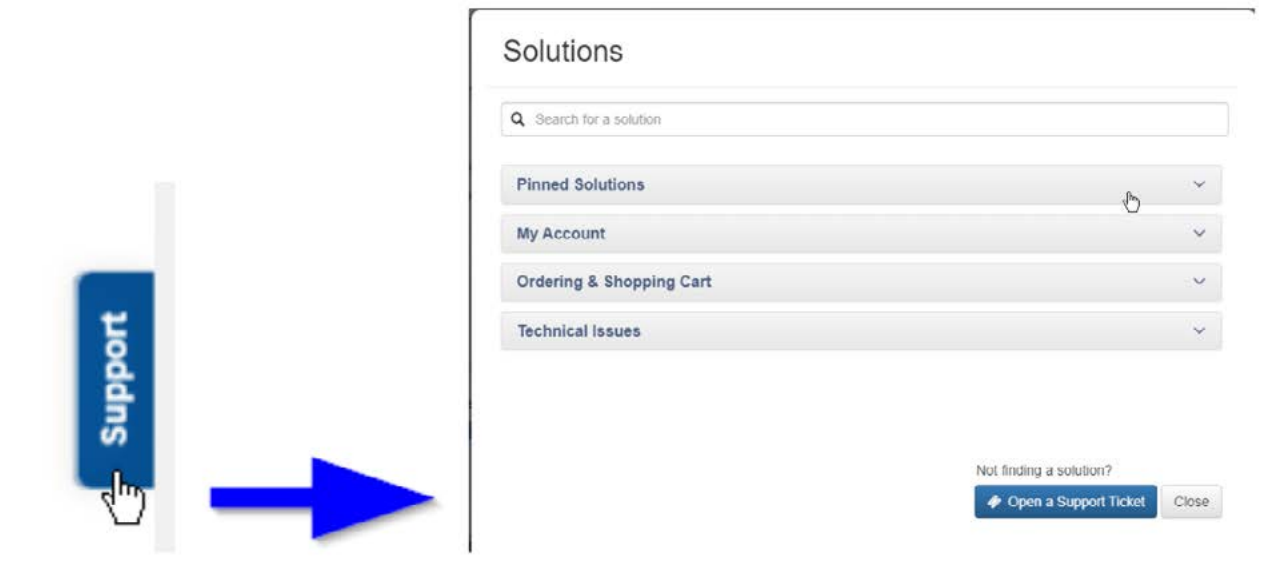 Support
Solutions
Search for a solution
Pinned Solutions
My Account
Ordering & Shopping Cart
Technical Issues
Not finding a solution?
Open a Support Ticket
Close